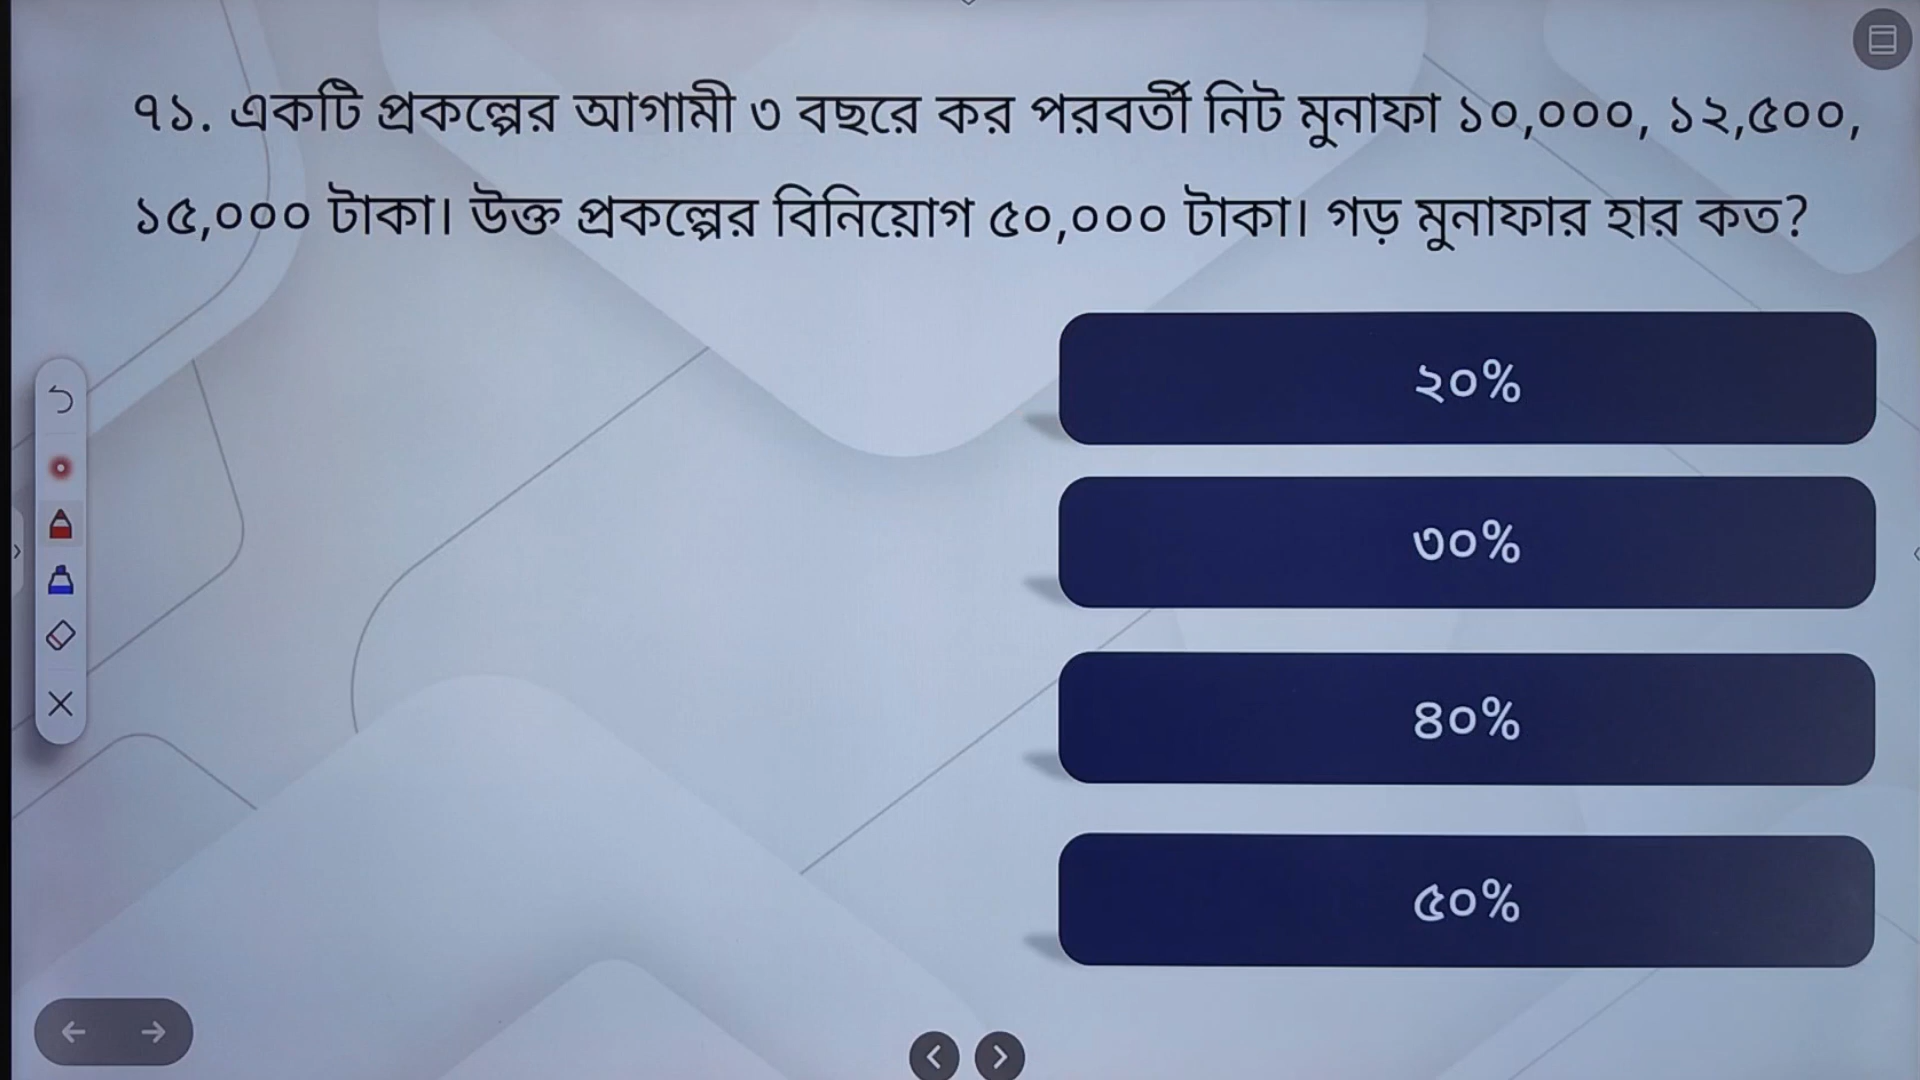 ৭১. একটি প্রকল্পের আগামী ৩ বছরে কর পরবর্তী নিট মুনাফা ১০,০০০, ১২,৫০০,
১৫,০০০ টাকা। উক্ত প্রকল্পের বিনিয়োগ ৫০,০০০ টাকা। গড় মুনাফার হার কত?
২০%
৩০%
৪০%
৫০%